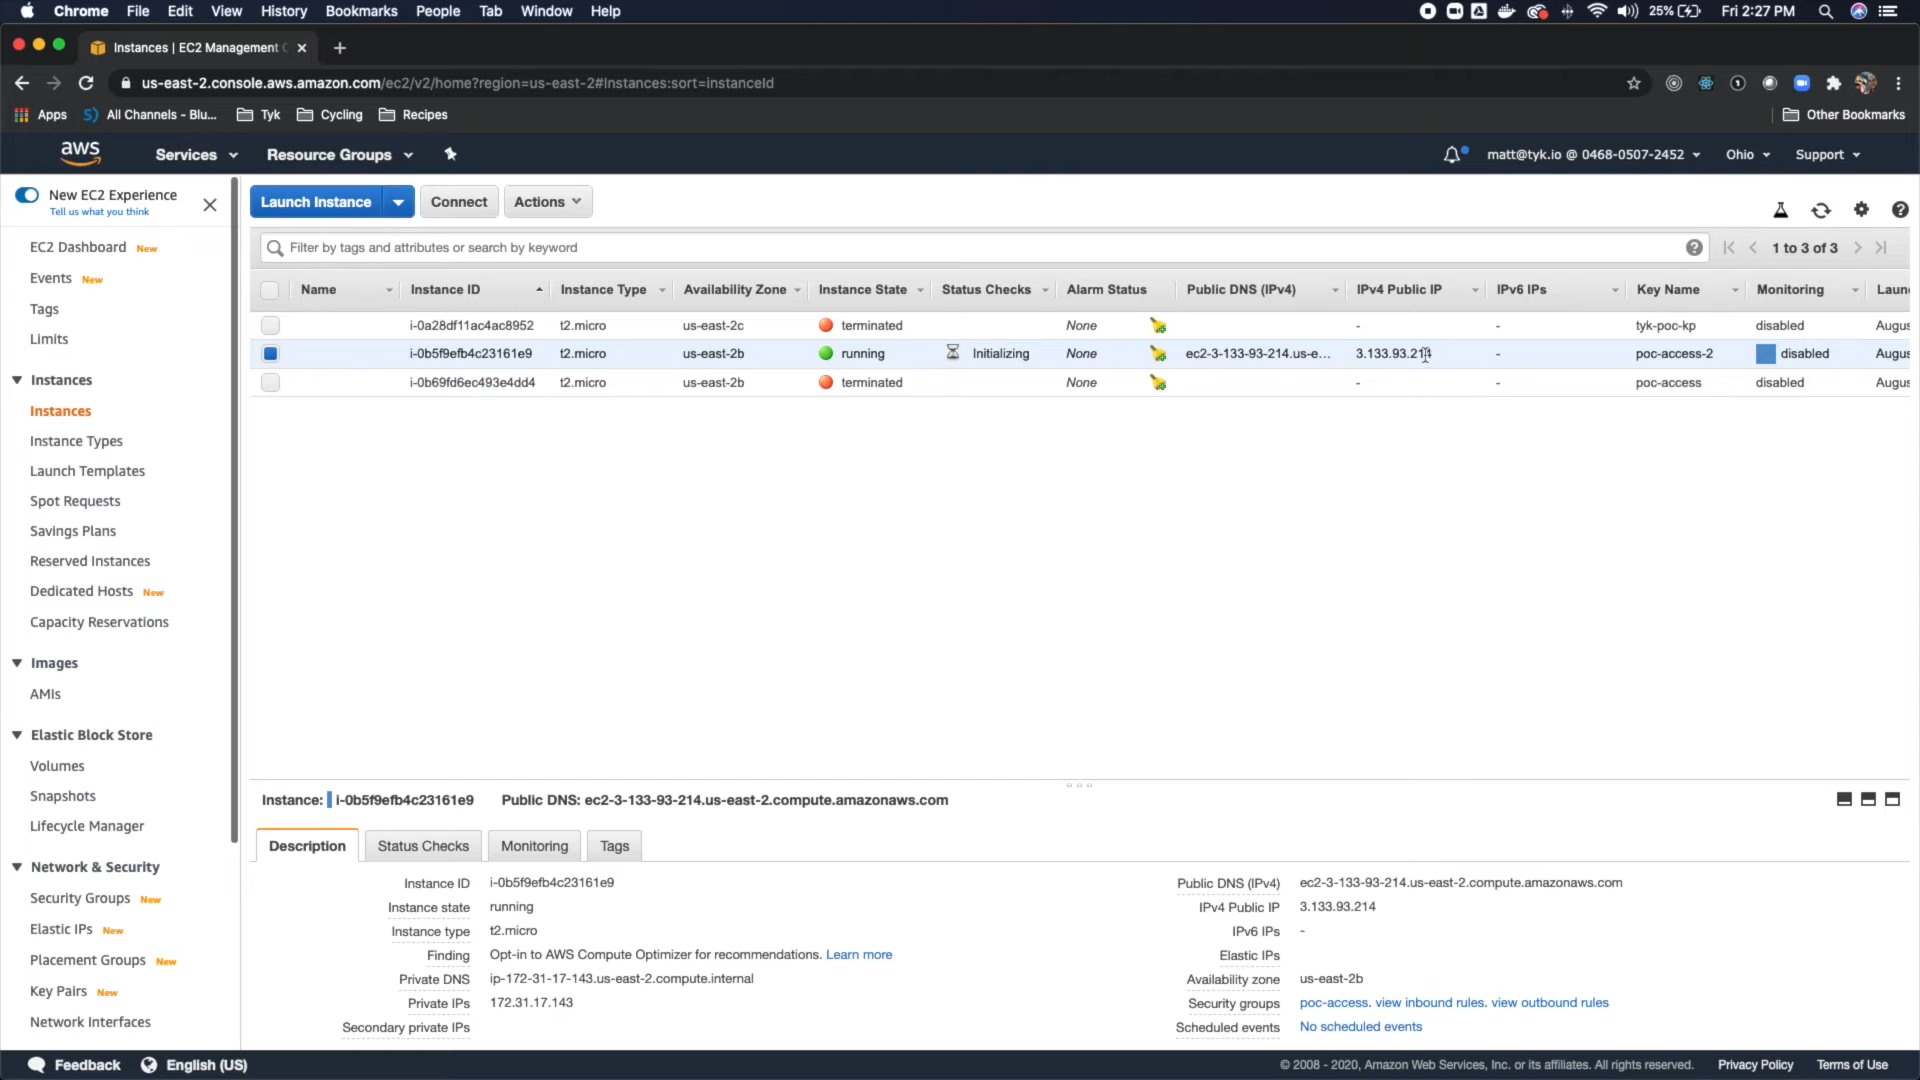 Chrome File Edit View History Bookmarks People Tab Window Help 25% Fri 2:27 PM
Instances | EC2 Management C
us-east-2.console.aws.amazon.com/ec2/v2/home?region=us-east-2#Instances:sort=instanceId
Apps All Channels - Blu... Tyk Cycling Recipes Other Bookmarks
aws Services Resource Groups matt@tyk.io @ 0468-0507-2452 Ohio Support
New EC2 Experience
Tell us what you think
Launch Instance Connect Actions
EC2 Dashboard New
Events New
Tags
Limits
Instances
Instances
Instance Types
Launch Templates
Spot Requests
Savings Plans
Reserved Instances
Dedicated Hosts New
Capacity Reservations
Images
AMIs
Elastic Block Store
Volumes
Snapshots
Lifecycle Manager
Network & Security
Security Groups New
Elastic IPs New
Placement Groups New
Key Pairs New
Network Interfaces
Filter by tags and attributes or search by keyword 1 to 3 of 3
Name Instance ID Instance Type Availability Zone Instance State Status Checks Alarm Status Public DNS (IPv4) IPv4 Public IP IPv6 IPs Key Name Monitoring Laun
i-0a28df11ac4ac8952 t2.micro us-east-2c terminated None - - tyk-poc-kp disabled Augus
i-0b5f9efb4c23161e9 t2.micro us-east-2b running Initializing None ec2-3-133-93-214.us-e... 3.133.93.214 - poc-access-2 disabled Augus
i-0b69fd6ec493e4dd4 t2.micro us-east-2b terminated None - - poc-access disabled Augus
Instance: i-0b5f9efb4c23161e9 Public DNS: ec2-3-133-93-214.us-east-2.compute.amazonaws.com
Description Status Checks Monitoring Tags
Instance ID i-0b5f9efb4c23161e9 Public DNS (IPv4) ec2-3-133-93-214.us-east-2.compute.amazonaws.com
Instance state running IPv4 Public IP 3.133.93.214
Instance type t2.micro IPv6 IPs -
Finding Opt-in to AWS Compute Optimizer for recommendations. Learn more Elastic IPs
Private DNS ip-172-31-17-143.us-east-2.compute.internal Availability zone us-east-2b
Private IPs 172.31.17.143 Security groups poc-access. view inbound rules. view outbound rules
Secondary private IPs Scheduled events No scheduled events
Feedback English (US) © 2008 - 2020, Amazon Web Services, Inc. or its affiliates. All rights reserved. Privacy Policy Terms of Use